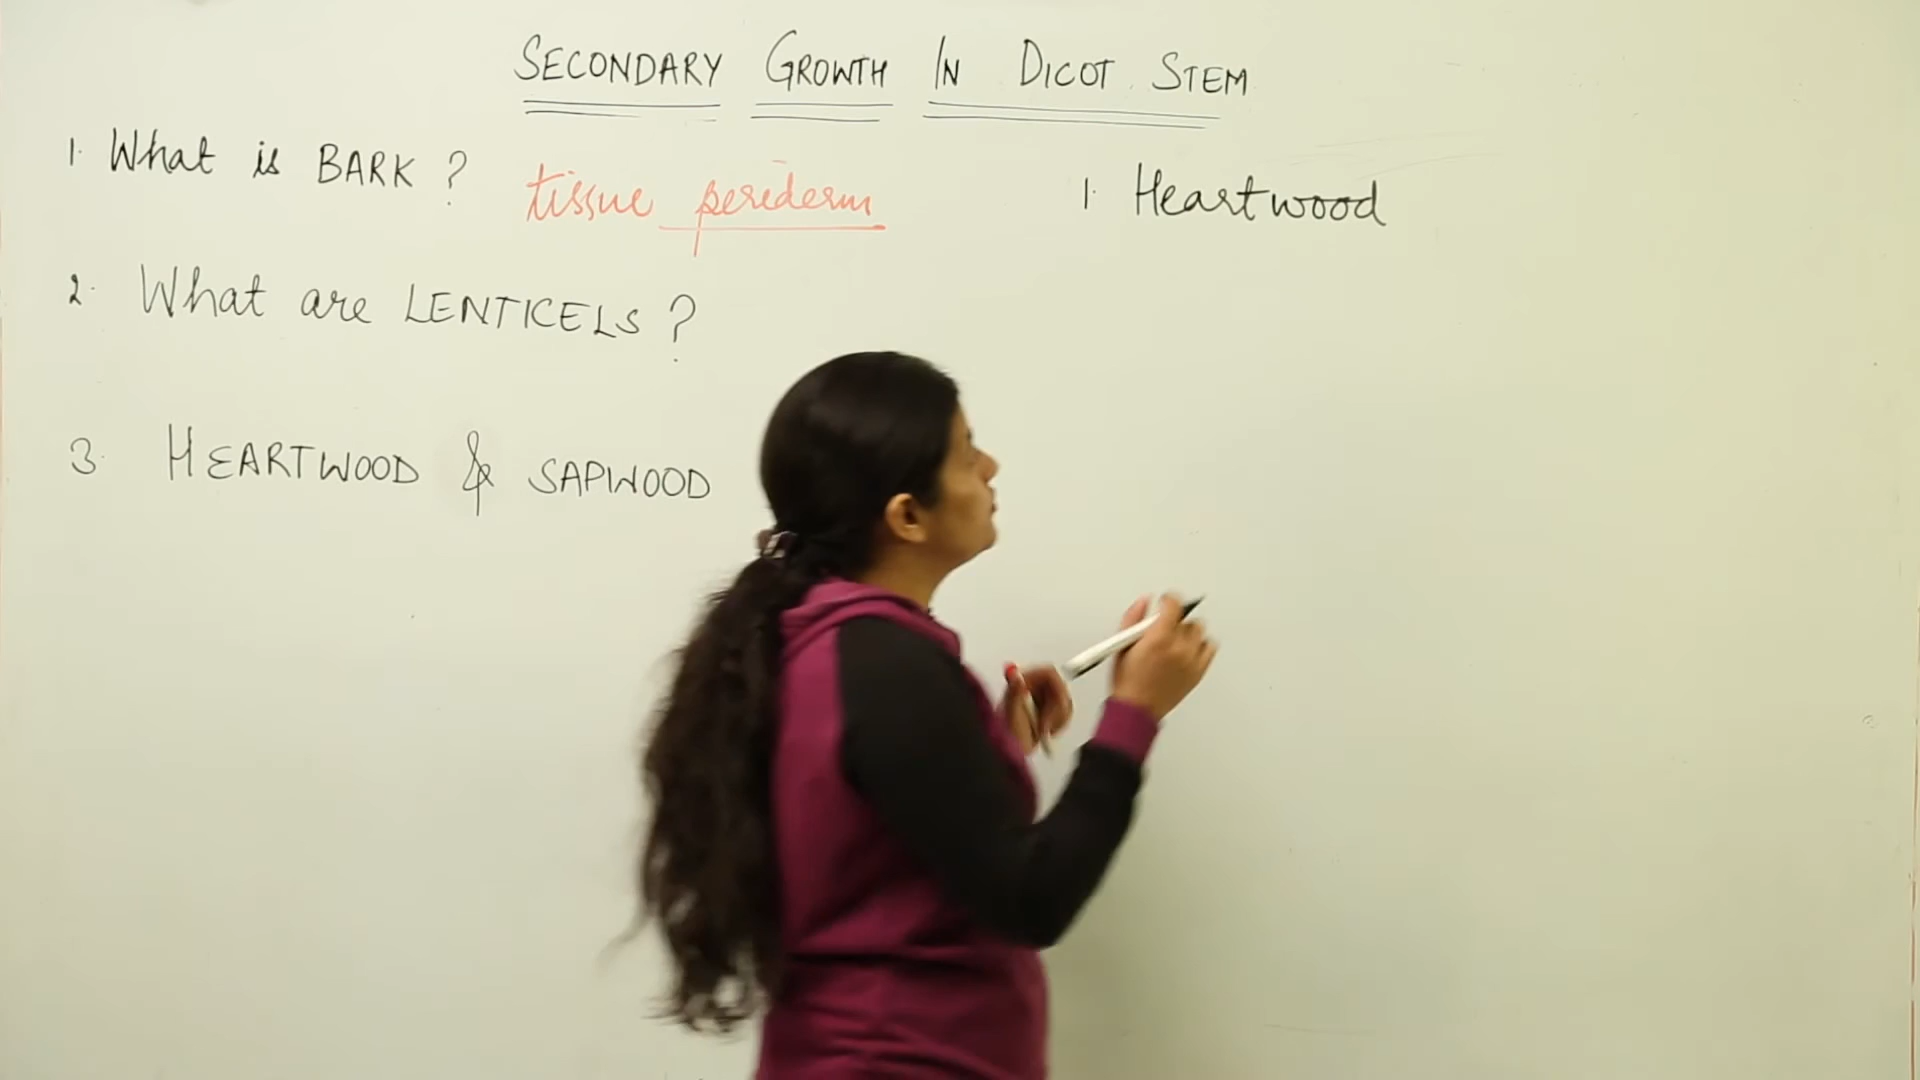 SECONDARY GROWTH IN DICOT STEM
1. What is BARK ? tissue periderm
2. What are LENTICELS ?
3. HEARTWOOD & SAPWOOD
1. Heartwood